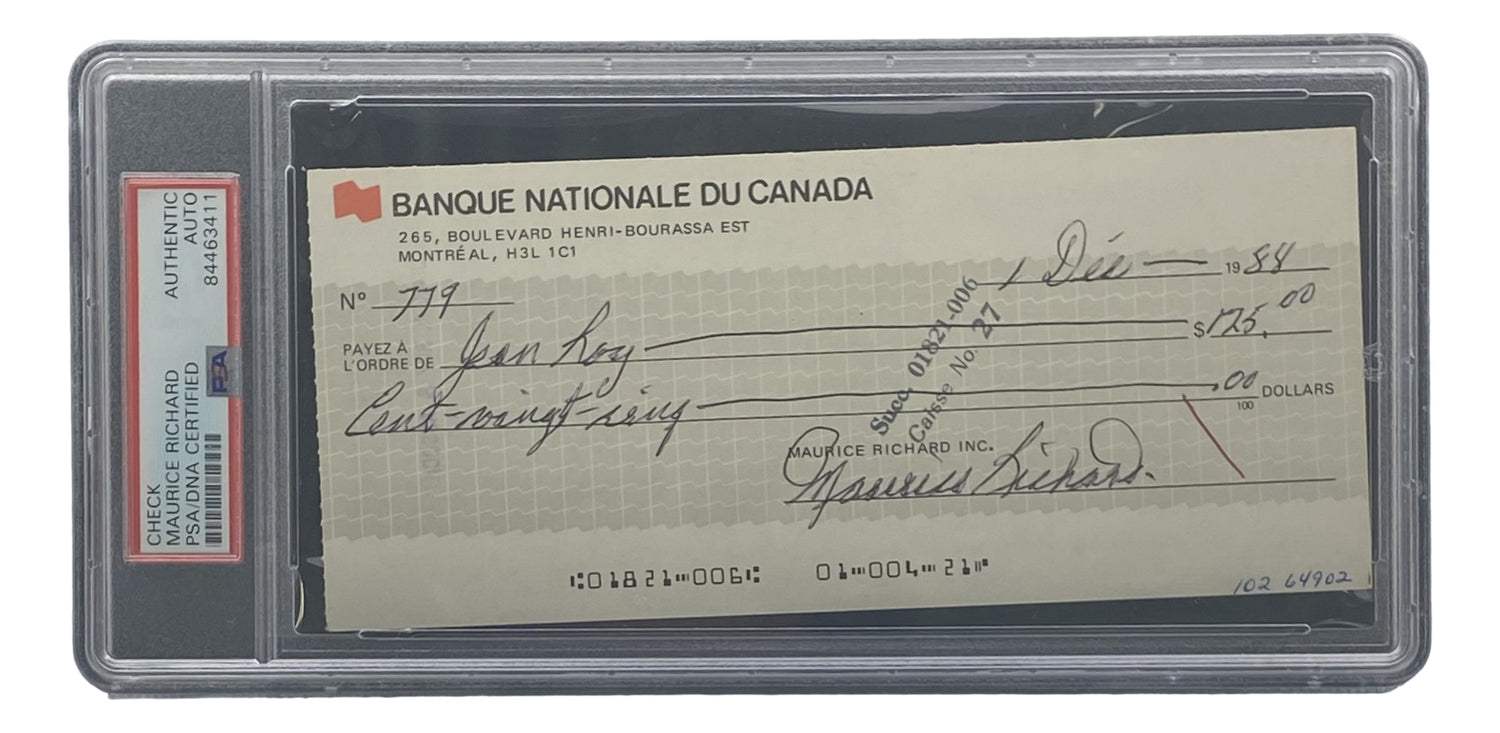 CHECK
MAURICE RICHARD
PSA/DNA CERTIFIED
AUTHENTIC
AUTO
84463411
PSA
BANQUE NATIONALE DU CANADA
265, BOULEVARD HENRI-BOURASSA EST
MONTRÉAL, H3L 1C1
1 Déc 1988
N° 779
PAYEZ À
L'ORDRE DE Jean Roy $125.00
Cent-vingt-cinq .00/100 DOLLARS
Succ. 01821-006
Caisse No. 27
MAURICE RICHARD INC.
Maurice Richard.
⑆01821⑉006⑆ 01⑉004⑉21⑈
102 64902